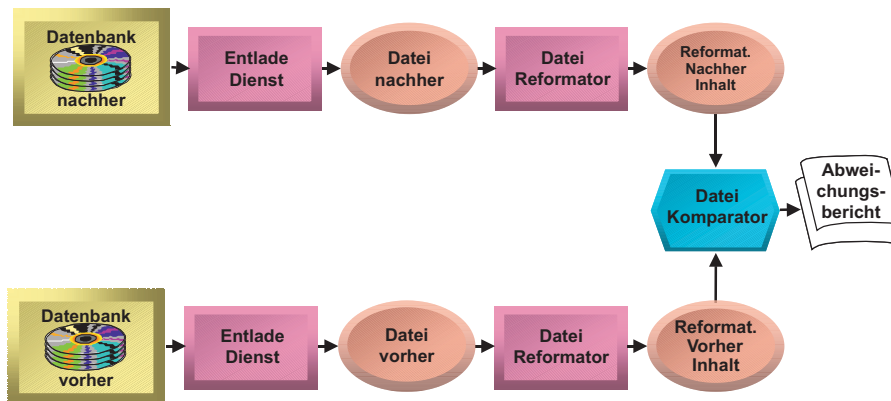 Datenbank
nachher
Entlade
Dienst
Datei
nachher
Datei
Reformator
Reformat.
Nachher
Inhalt
Datei
Komparator
Abwei-
chungs-
bericht
Datenbank
vorher
Entlade
Dienst
Datei
vorher
Datei
Reformator
Reformat.
Vorher
Inhalt